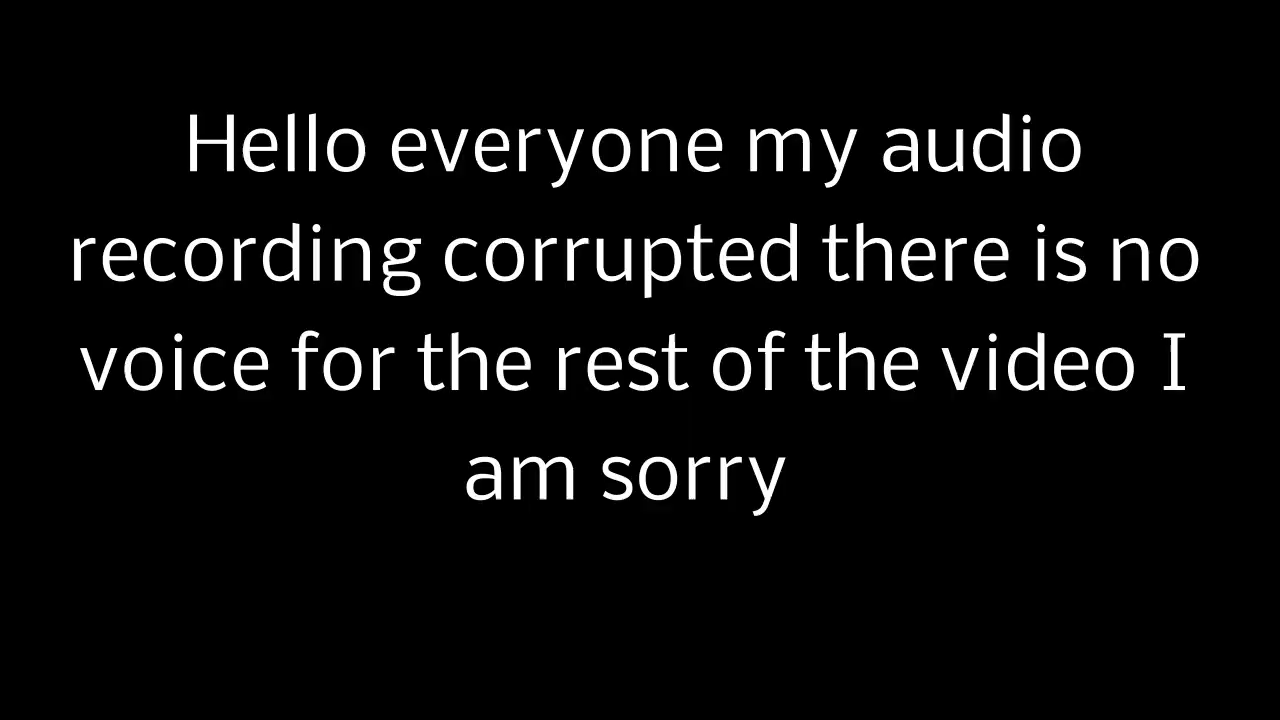 Hello everyone my audio
recording corrupted there is no
voice for the rest of the video I
am sorry